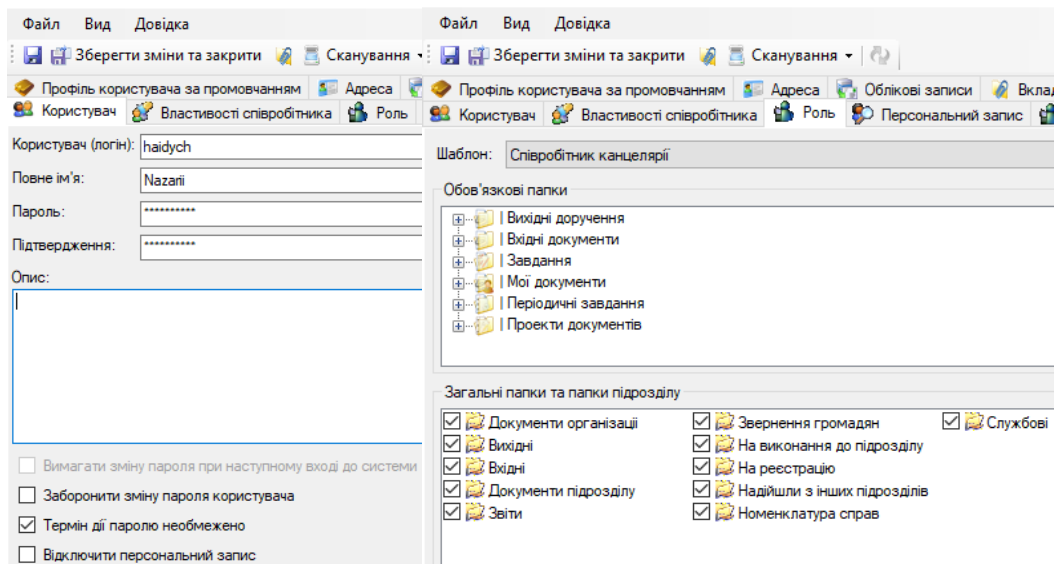 Файл Вид Довідка
Зберегти зміни та закрити Сканування
Профіль користувача за промовчанням Адреса
Користувач Властивості співробітника Роль
Користувач (логін): haidych
Повне ім'я: Nazarii
Пароль: **********
Підтвердження: **********
Опис:
Вимагати зміну пароля при наступному вході до системи
Заборонити зміну пароля користувача
Термін дії паролю необмежено
Відключити персональний запис
Файл Вид Довідка
Зберегти зміни та закрити Сканування
Профіль користувача за промовчанням Адреса Облікові записи Вклад
Користувач Властивості співробітника Роль Персональний запис
Шаблон: Співробітник канцелярії
Обов'язкові папки
| Вихідні доручення
| Вхідні документи
| Завдання
| Мої документи
| Періодичні завдання
| Проекти документів
Загальні папки та папки підрозділу
Документи організації Звернення громадян Службові
Вихідні На виконання до підрозділу
Вхідні На реєстрацію
Документи підрозділу Надійшли з інших підрозділів
Звіти Номенклатура справ